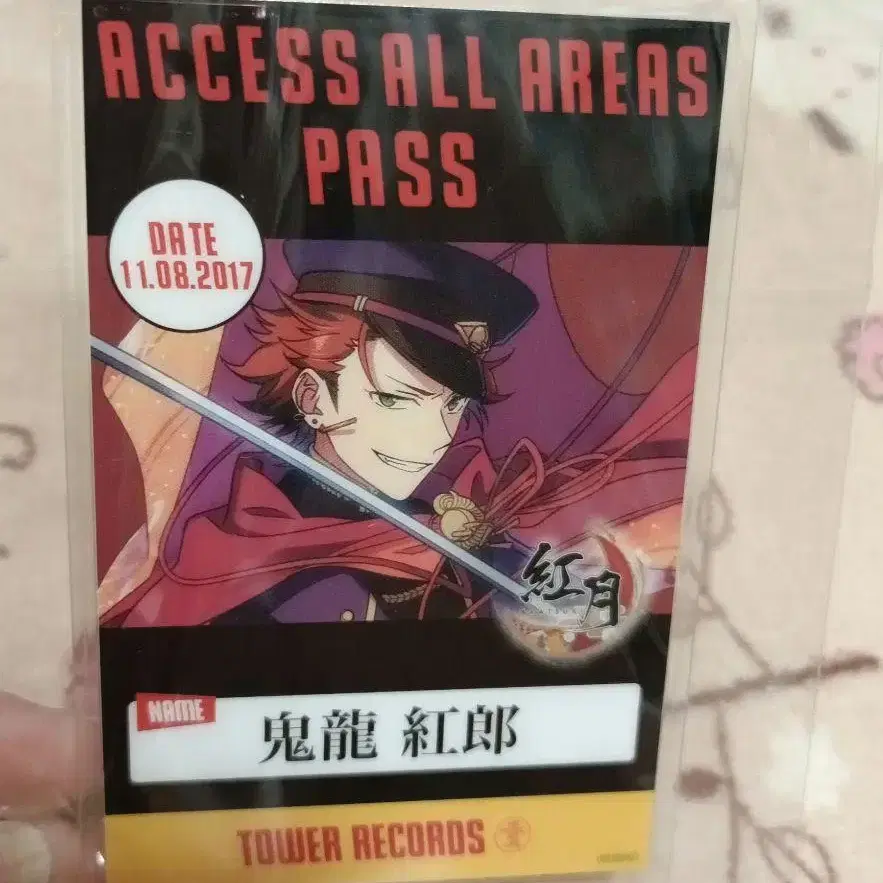 ACCESS ALL AREAS
PASS
DATE
11.08.2017
紅月
NAME
鬼龍 紅郎
TOWER RECORDS